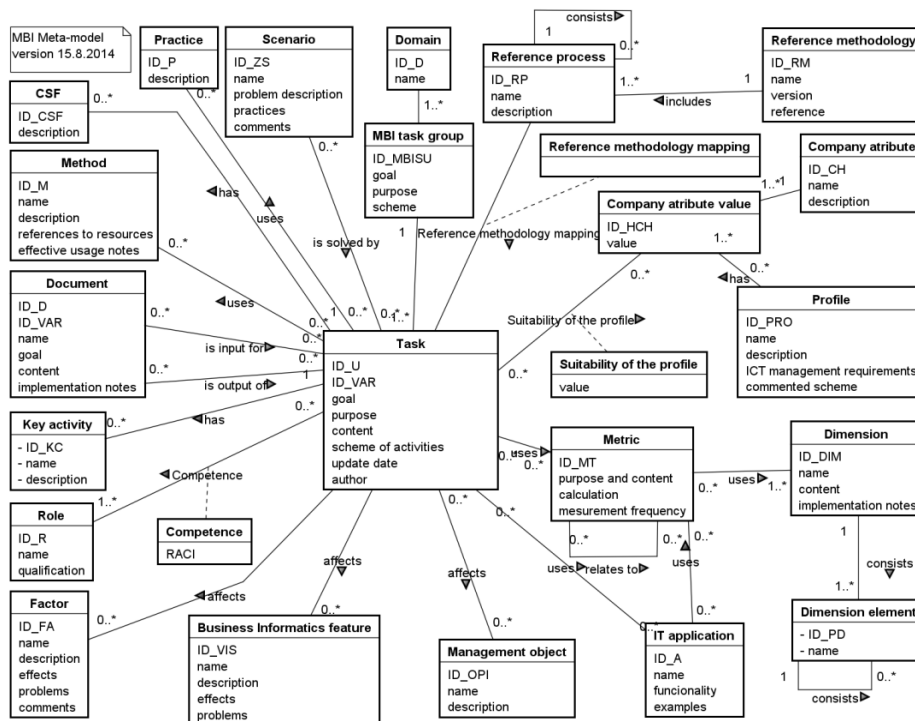 MBI Meta-model
version 15.8.2014
Practice
ID_P
description
Scenario
ID_ZS
name
problem description
practices
comments
Domain
ID_D
name
consists
1
0..*
Reference process
ID_RP
name
description
1..*
1
includes
Reference methodology
ID_RM
name
version
reference
CSF
ID_CSF
description
0..*
0..*
0..*
1..*
MBI task group
ID_MBISU
goal
purpose
scheme
1
Reference methodology mapping
Reference methodology mapping
Company atribute
ID_CH
name
description
1..*
1
Company atribute value
ID_HCH
value
1..*
0..*
0..*
has
Method
ID_M
name
description
references to resources
effective usage notes
0..*
has
uses
is solved by
uses
Document
ID_D
ID_VAR
name
goal
content
implementation notes
0..*
0..*
is input for
is output of
0..*
0..*
0..*
1
1
0..*
0..*
1..*
Profile
ID_PRO
name
description
ICT management requirements
commented scheme
Suitability of the profile
Suitability of the profile
value
0..*
Task
ID_U
ID_VAR
goal
purpose
content
scheme of activities
update date
author
Key activity
- ID_KC
- name
- description
0..*
has
0..*
Competence
Competence
RACI
Role
ID_R
name
qualification
1..*
Metric
ID_MT
purpose and content
calculation
mesurement frequency
uses
0..*
0..*
0..*
uses
1..*
Dimension
ID_DIM
name
content
implementation notes
0..*
0..*
0..*
relates to
uses
uses
0..*
0..*
0..*
1
1..*
consists
Dimension element
- ID_PD
- name
1
0..*
consists
Factor
ID_FA
name
description
effects
problems
comments
0..*
affects
affects
affects
0..*
0..*
Business Informatics feature
ID_VIS
name
description
effects
problems
Management object
ID_OPI
name
description
IT application
ID_A
name
funcionality
examples